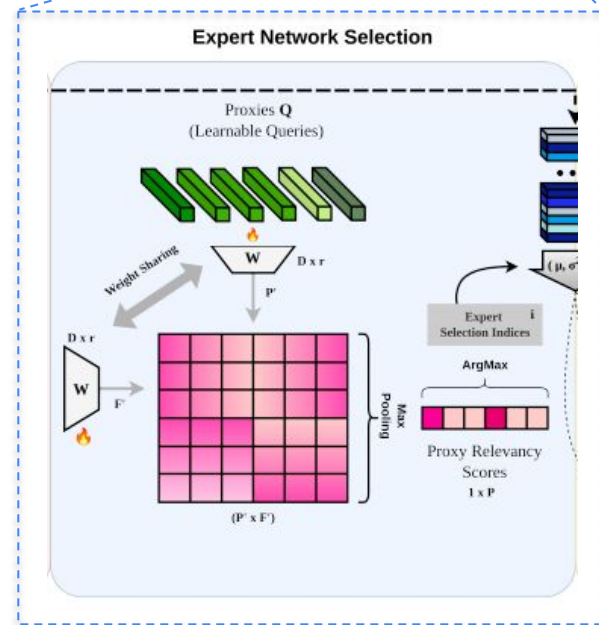 Expert Network Selection
Proxies Q
(Learnable Queries)
W
D x r
Weight Sharing
P'
( μ, σ
D x r
W
F'
Expert i
Selection Indices
ArgMax
Max
Pooling
Proxy Relevancy
Scores
1 x P
(P' x F')